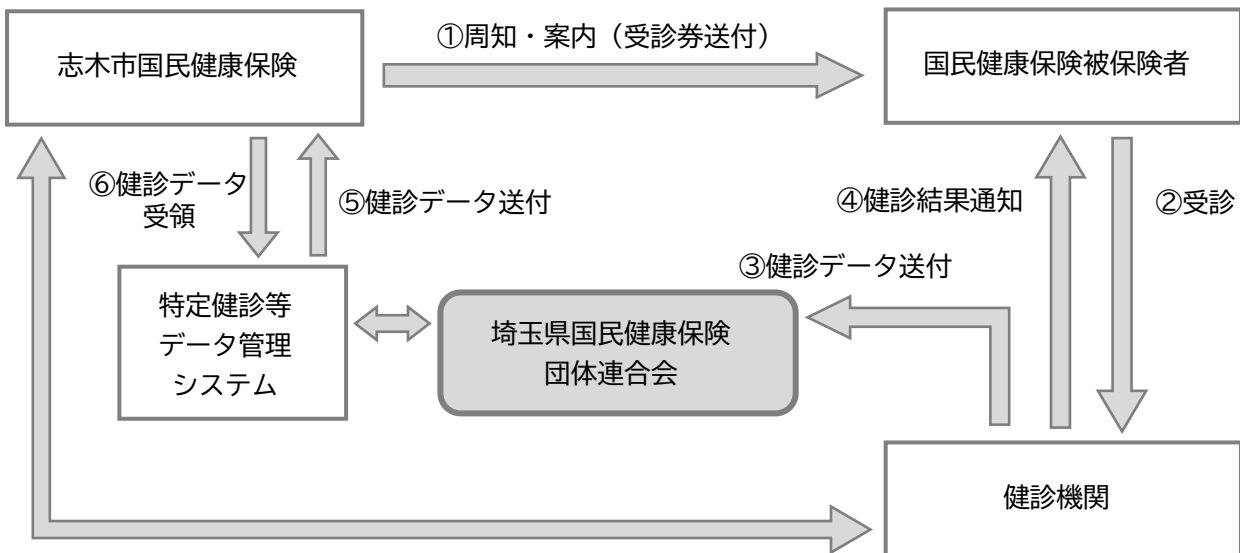 ①周知・案内（受診券送付）
志木市国民健康保険
国民健康保険被保険者
⑥健診データ
受領
⑤健診データ送付
④健診結果通知
②受診
③健診データ送付
特定健診等
データ管理
システム
埼玉県国民健康保険
団体連合会
健診機関